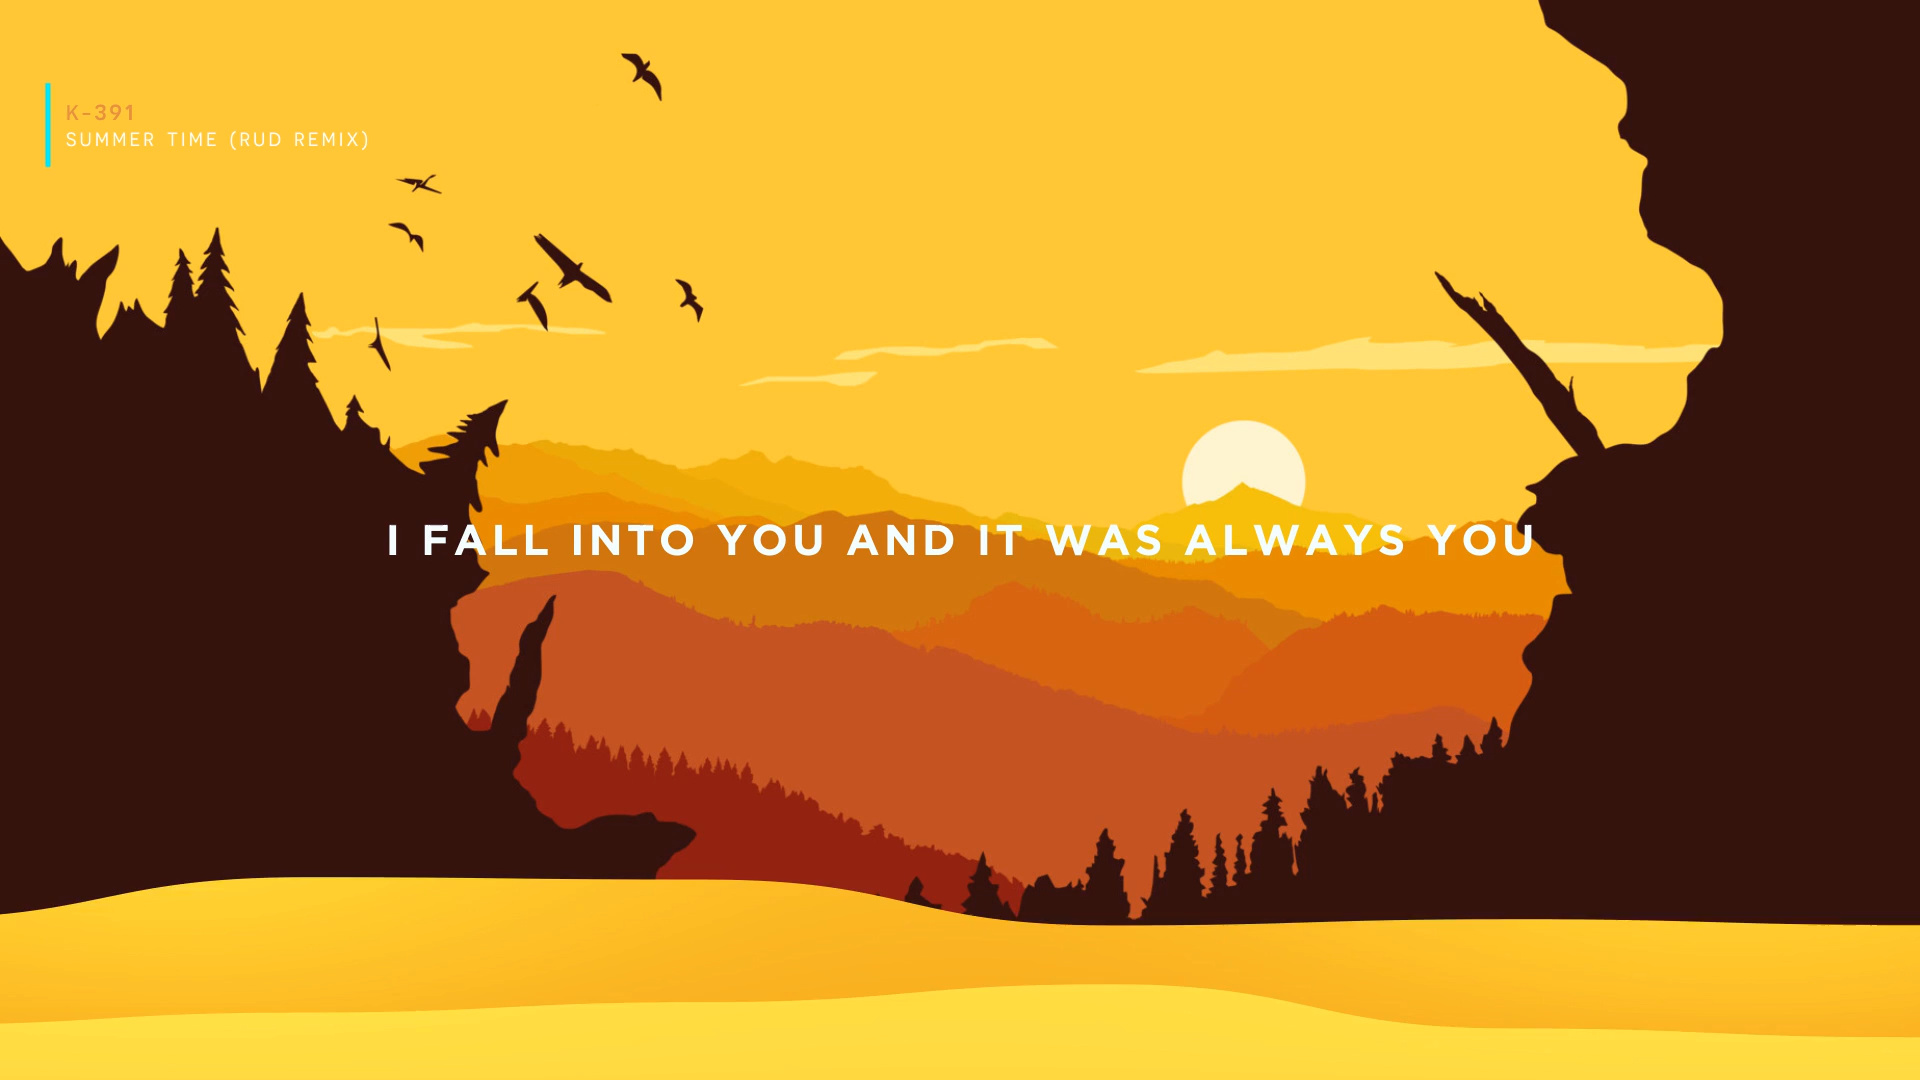 K-391
SUMMER TIME (RUD REMIX)
I FALL INTO YOU AND IT WAS ALWAYS YOU